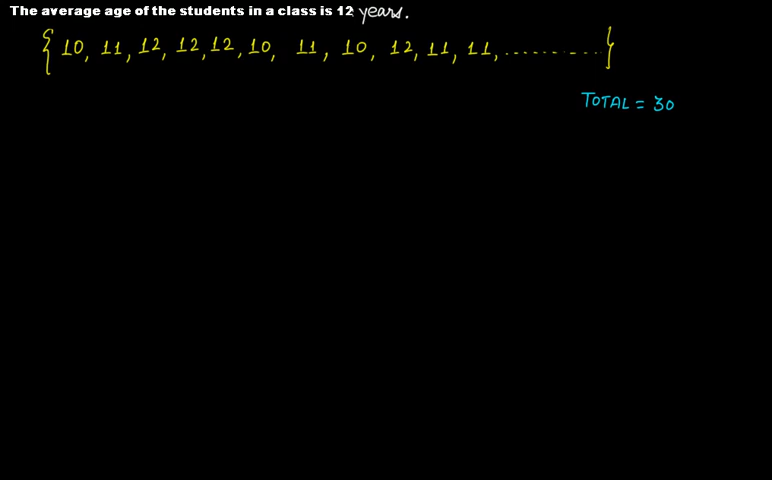 The average age of the students in a class is 12 years.
{ 10, 11, 12, 12, 12, 10, 11, 10, 12, 11, 11, ............ }
TOTAL = 30